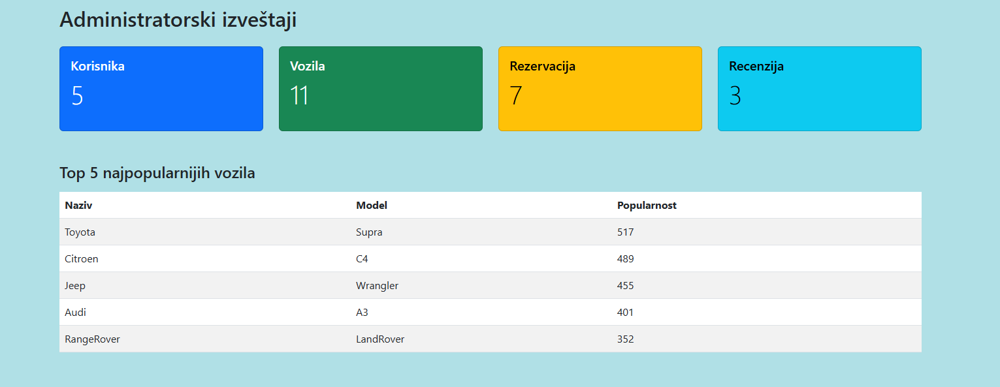 Administratorski izveštaji
Korisnika Vozila Rezervacija Recenzija
5 11 7 3
Top 5 najpopularnijih vozila
Naziv Model Popularnost
Toyota Supra 517
Citroen C4 489
Jeep Wrangler 455
Audi A3 401
RangeRover LandRover 352